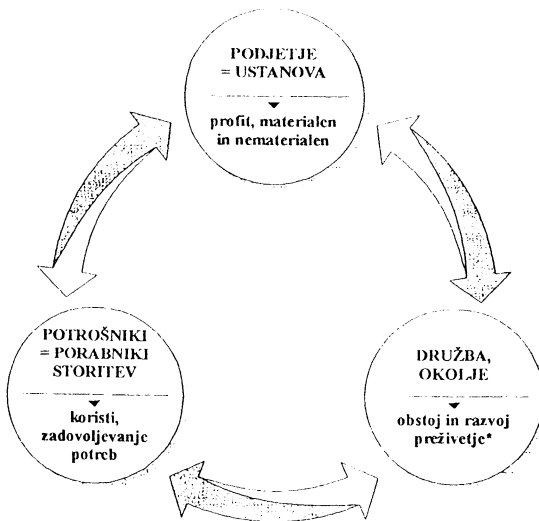 PODJETJE
= USTANOVA
profit, materialen
in nematerialen
POTROŠNIKI
= PORABNIKI
STORITEV
koristi,
zadovoljevanje
potreb
DRUŽBA,
OKOLJE
obstoj in razvoj
preživetje*